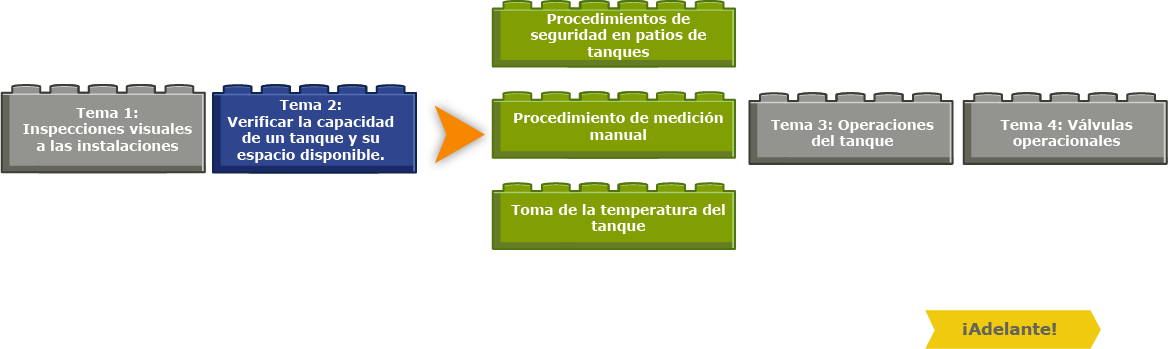 Tema 1:
Inspecciones visuales
a las instalaciones
Tema 2:
Verificar la capacidad
de un tanque y su
espacio disponible.
Procedimientos de
seguridad en patios de
tanques
Procedimiento de medición
manual
Toma de la temperatura del
tanque
Tema 3: Operaciones
del tanque
Tema 4: Válvulas
operacionales
¡Adelante!